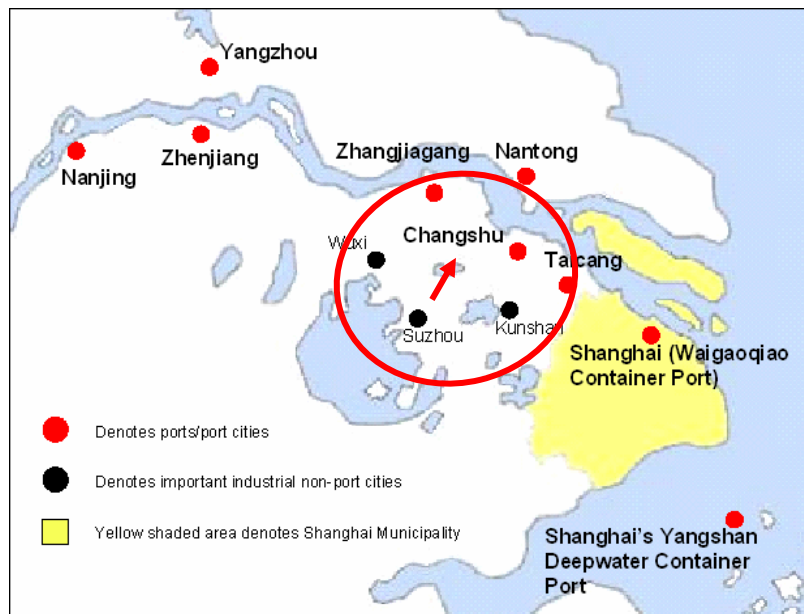 Yangzhou
Zhenjiang
Nanjing
Zhangjiagang
Nantong
Wuxi
Changshu
Taicang
Suzhou
Kunshan
Shanghai (Waigaoqiao
Container Port)
Denotes ports/port cities
Denotes important industrial non-port cities
Yellow shaded area denotes Shanghai Municipality
Shanghai's Yangshan
Deepwater Container
Port